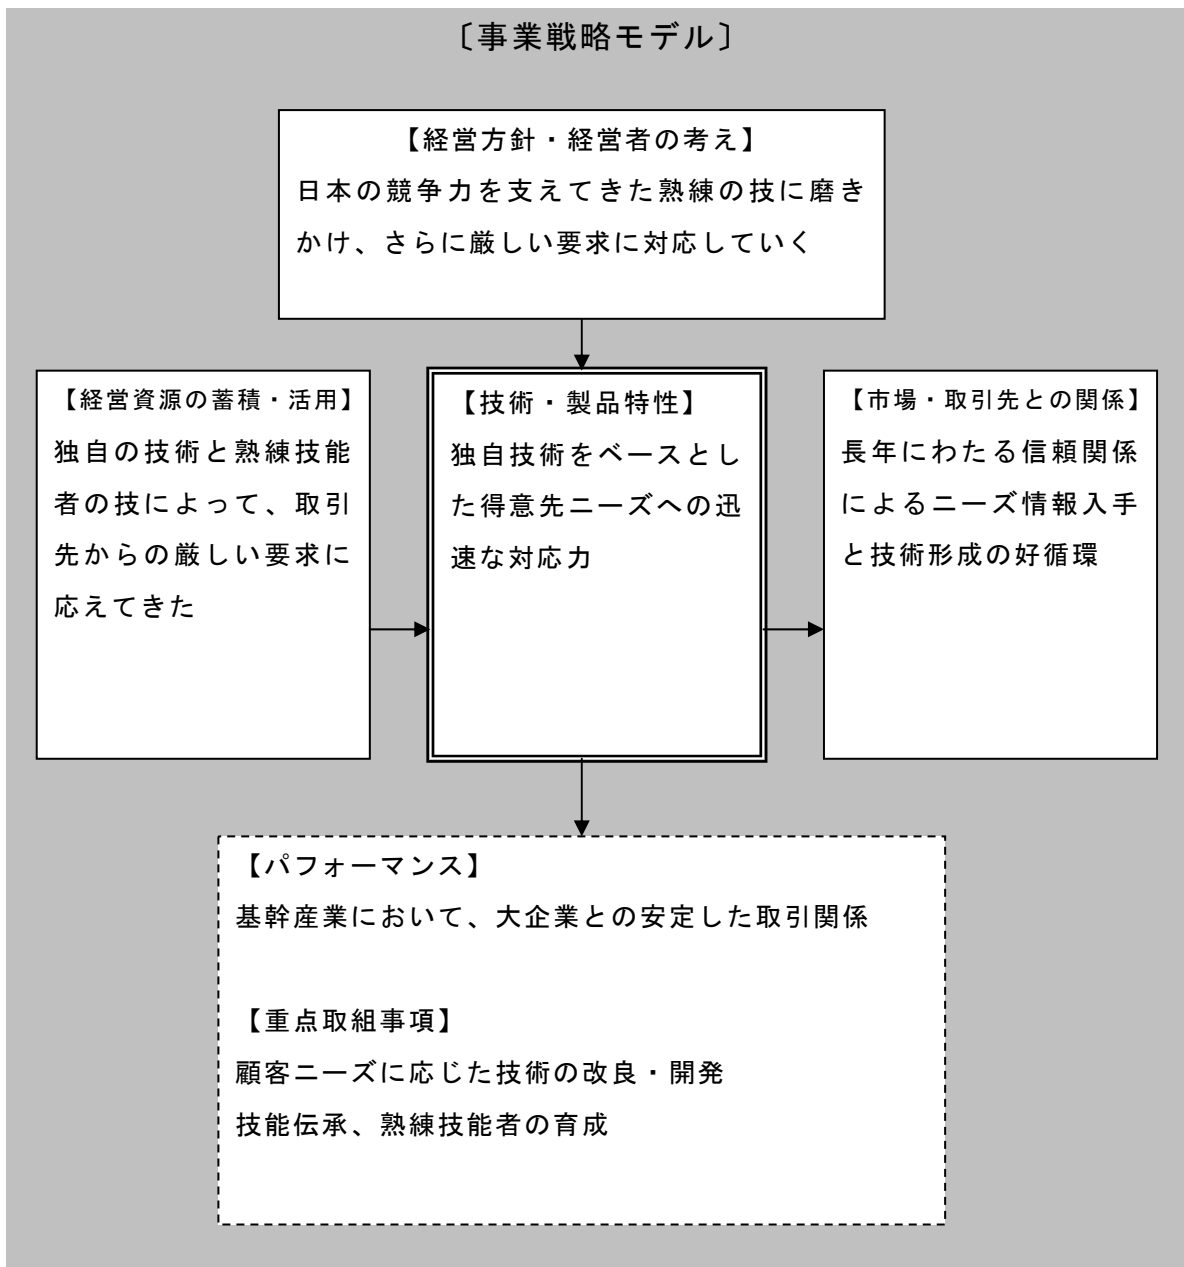 〔事業戦略モデル〕
【経営方針・経営者の考え】
日本の競争力を支えてきた熟練の技に磨き
かけ、さらに厳しい要求に対応していく
【経営資源の蓄積・活用】
独自の技術と熟練技能
者の技によって、取引
先からの厳しい要求に
応えてきた
【技術・製品特性】
独自技術をベースとし
た得意先ニーズへの迅
速な対応力
【市場・取引先との関係】
長年にわたる信頼関係
によるニーズ情報入手
と技術形成の好循環
【パフォーマンス】
基幹産業において、大企業との安定した取引関係
【重点取組事項】
顧客ニーズに応じた技術の改良・開発
技能伝承、熟練技能者の育成